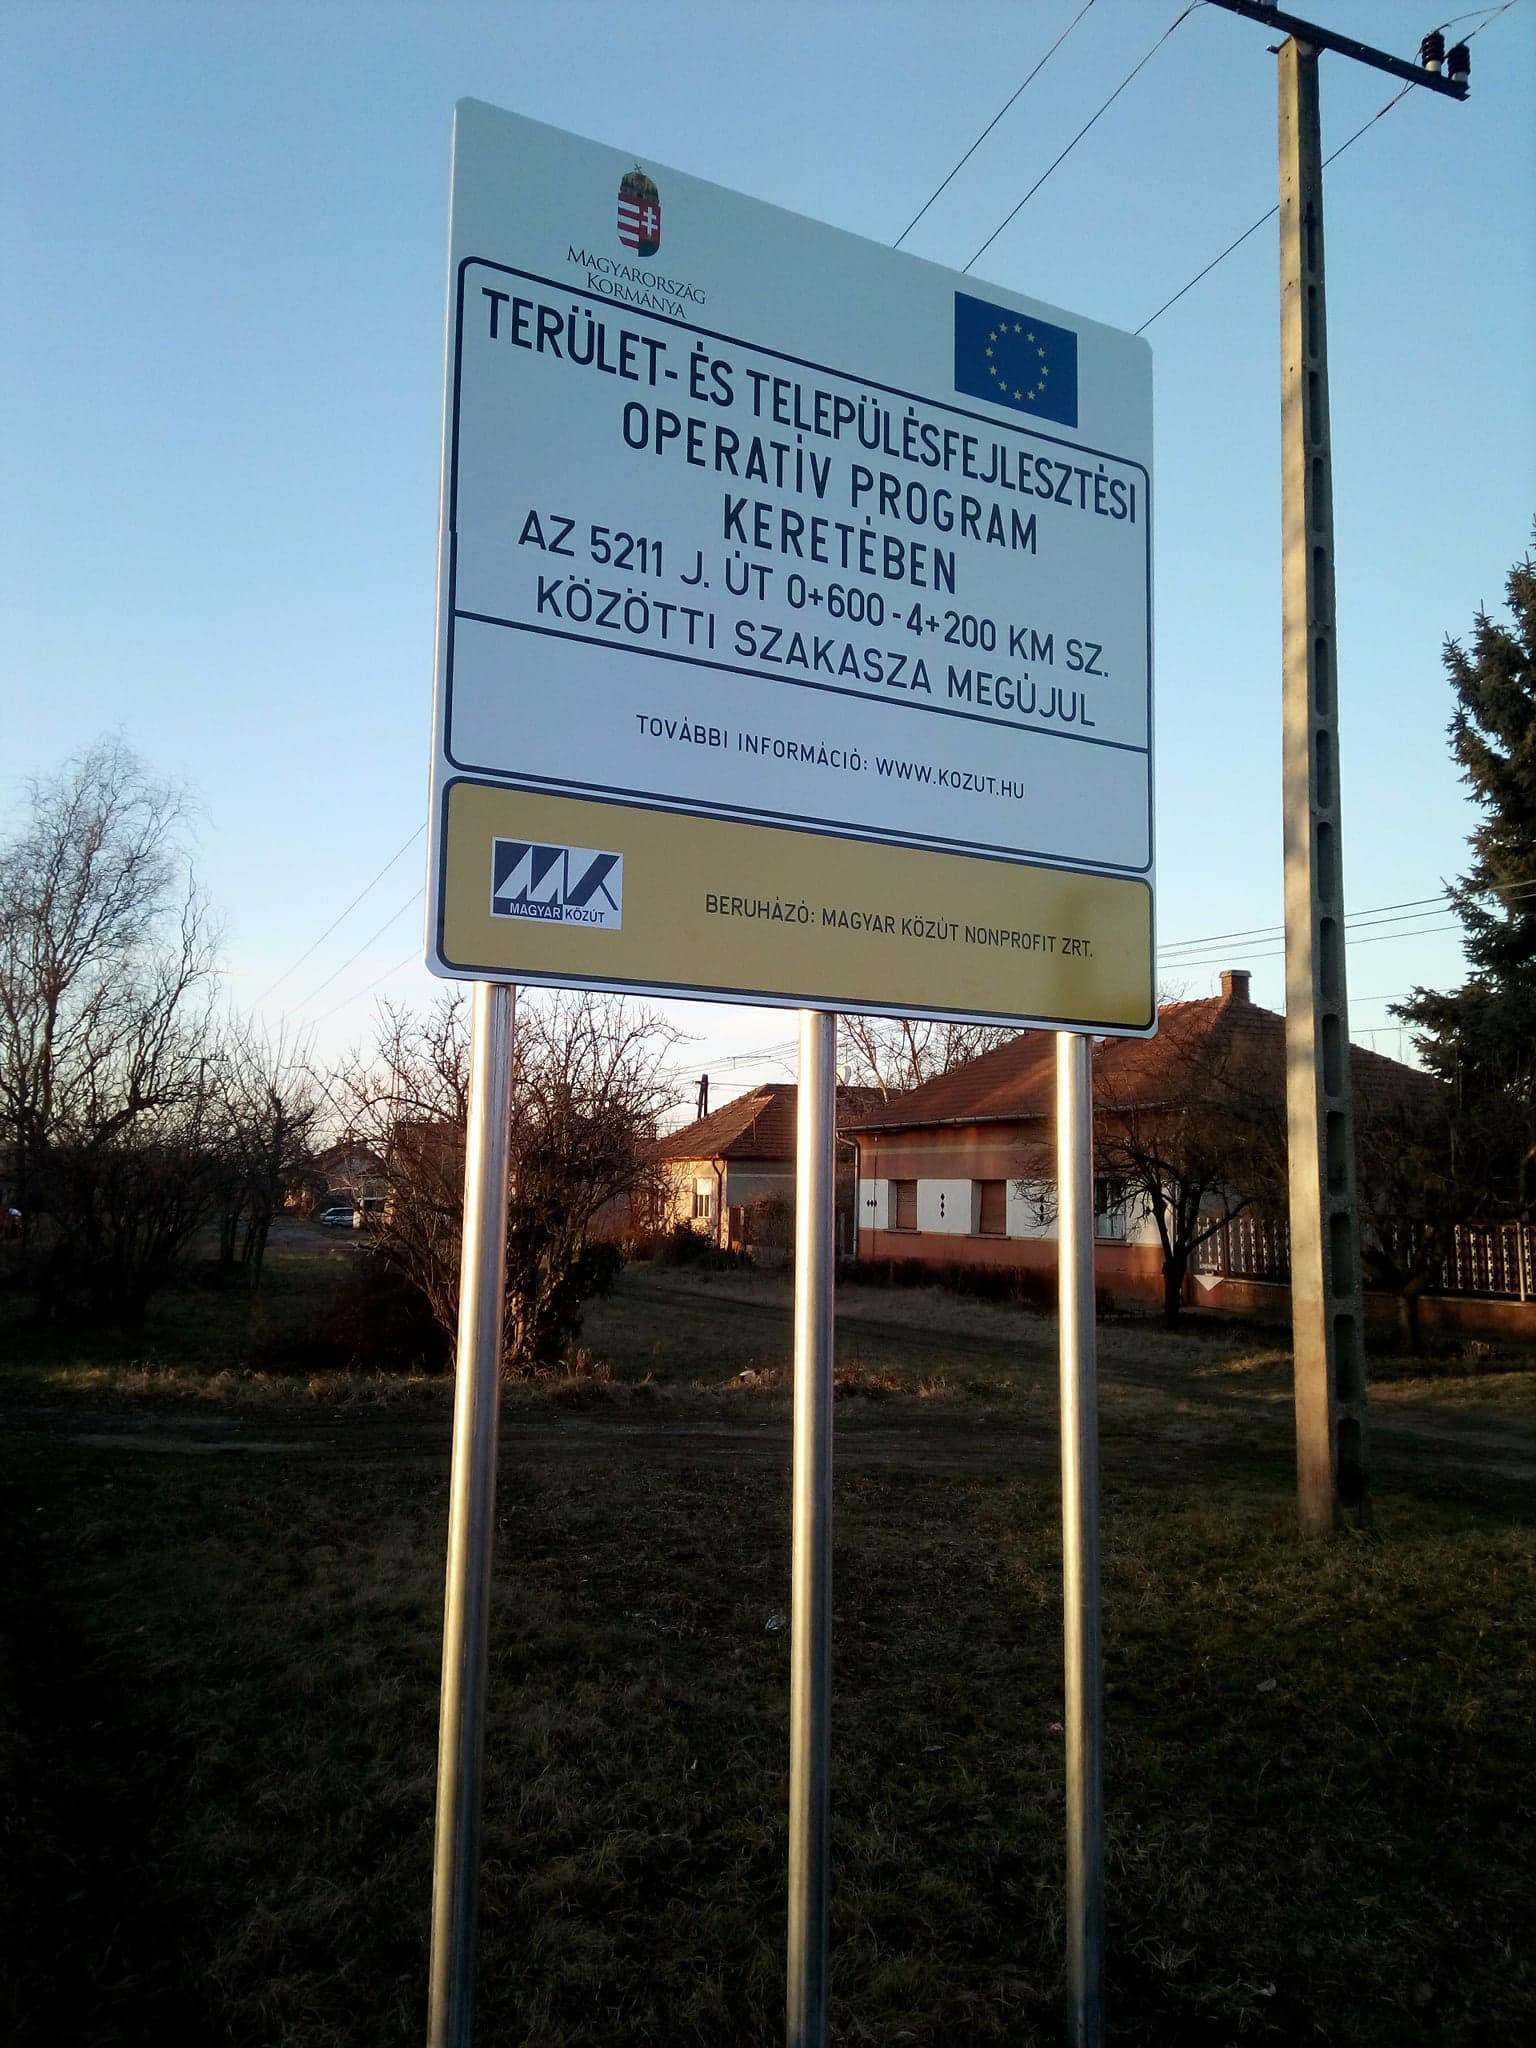 MAGYARORSZÁG
KORMÁNYA
TERÜLET- ÉS TELEPÜLÉSFEJLESZTÉSI
OPERATÍV PROGRAM
KERETÉBEN
AZ 5211 J. ÚT 0+600-4+200 KM SZ.
KÖZÖTTI SZAKASZA MEGÚJUL
TOVÁBBI INFORMÁCIÓ: WWW.KOZUT.HU
MAGYAR KÖZÚT
BERUHÁZÓ: MAGYAR KÖZÚT NONPROFIT ZRT.